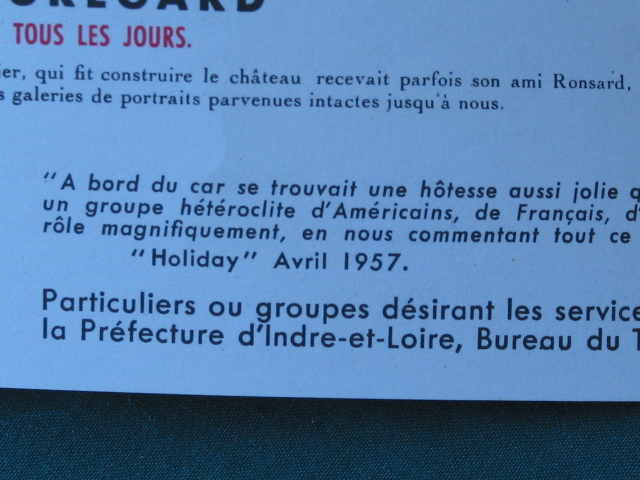 TOUS LES JOURS.
ier, qui fit construire le château recevait parfois son ami Ronsard,
s galeries de portraits parvenues intactes jusqu'à nous.
"A bord du car se trouvait une hôtesse aussi jolie q
un groupe hétéroclite d'Américains, de Français, d'
rôle magnifiquement, en nous commentant tout ce
"Holiday" Avril 1957.
Particuliers ou groupes désirant les service
la Préfecture d'Indre-et-Loire, Bureau du T